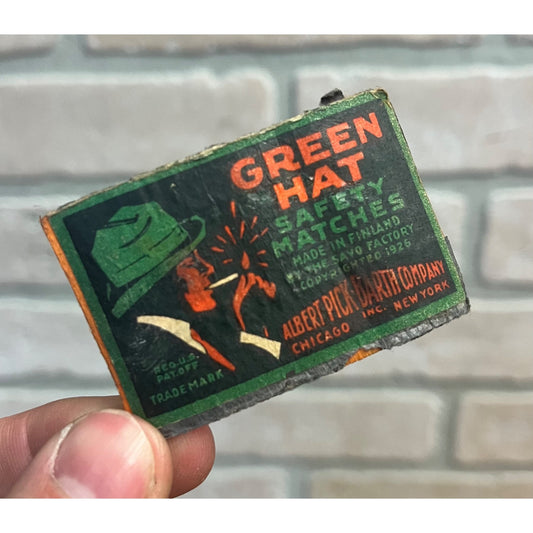 GREEN
HAT
SAFETY
MATCHES
MADE IN FINLAND
BY THE SAVO FACTORY
COPYRIGHTED 1926
ALBERT PICK-BARTH COMPANY
CHICAGO INC. NEW YORK
REG. U.S.
PAT. OFF
TRADEMARK